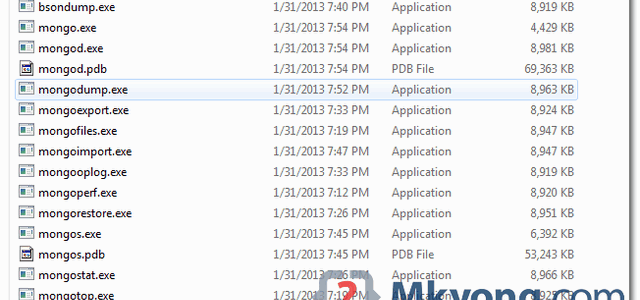 bsondump.exe 1/31/2013 7:40 PM Application 8,919 KB
mongo.exe 1/31/2013 7:54 PM Application 4,429 KB
mongod.exe 1/31/2013 7:54 PM Application 8,981 KB
mongod.pdb 1/31/2013 7:54 PM PDB File 69,363 KB
mongodump.exe 1/31/2013 7:52 PM Application 8,963 KB
mongoexport.exe 1/31/2013 7:33 PM Application 8,924 KB
mongofiles.exe 1/31/2013 7:19 PM Application 8,947 KB
mongoimport.exe 1/31/2013 7:47 PM Application 8,947 KB
mongooplog.exe 1/31/2013 7:33 PM Application 8,919 KB
mongoperf.exe 1/31/2013 7:12 PM Application 8,920 KB
mongorestore.exe 1/31/2013 7:26 PM Application 8,951 KB
mongos.exe 1/31/2013 7:45 PM Application 6,392 KB
mongos.pdb 1/31/2013 7:45 PM PDB File 53,243 KB
mongostat.exe 1/31/2013 7:26 PM Application 8,966 KB
mongotop.exe 1/31/2013 7:19 PM
Mkyong.com